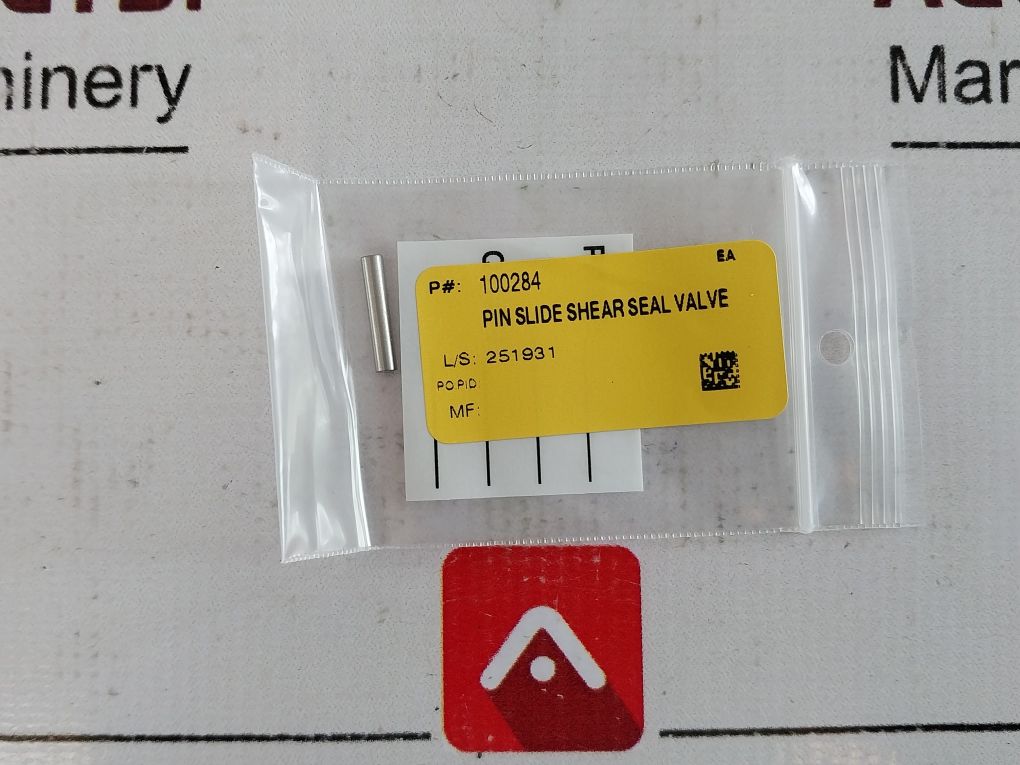 hinery
Mar
EA
P#: 100284
PIN SLIDE SHEAR SEAL VALVE
L/S: 251931
PO PID:
MF: